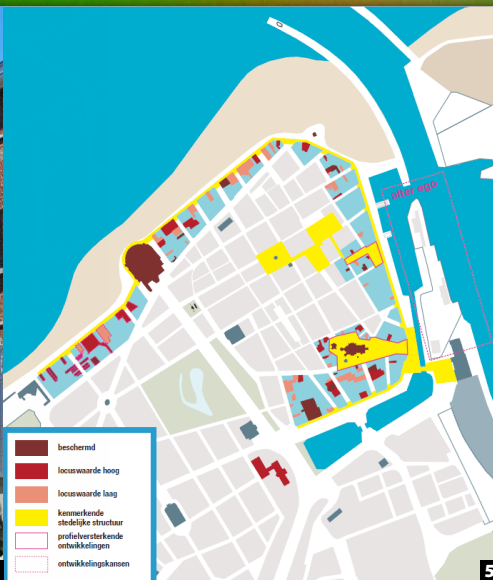 alter ego
beschermd
locuswaarde hoog
locuswaarde laag
kenmerkende
stedelijke structuur
profielversterkende
ontwikkelingen
ontwikkelingskansen
5